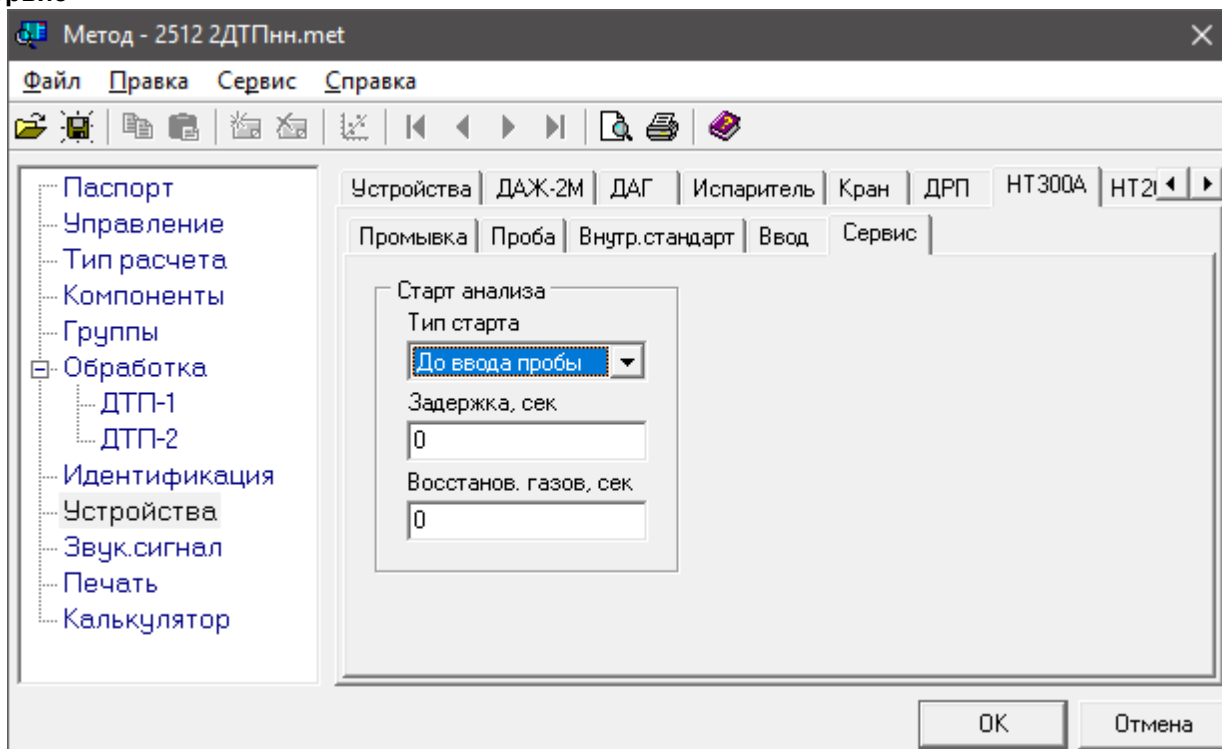 Метод - 2512 2ДТПнн.met
Файл Правка Сервис Справка
Паспорт
Управление
Тип расчета
Компоненты
Группы
Обработка
ДТП-1
ДТП-2
Идентификация
Устройства
Звук.сигнал
Печать
Калькулятор
Устройства ДАЖ-2М ДАГ Испаритель Кран ДРП НТ300А
Промывка Проба Внутр.стандарт Ввод Сервис
Старт анализа
Тип старта
До ввода пробы
Задержка, сек
0
Восстанов. газов, сек
0
OK Отмена